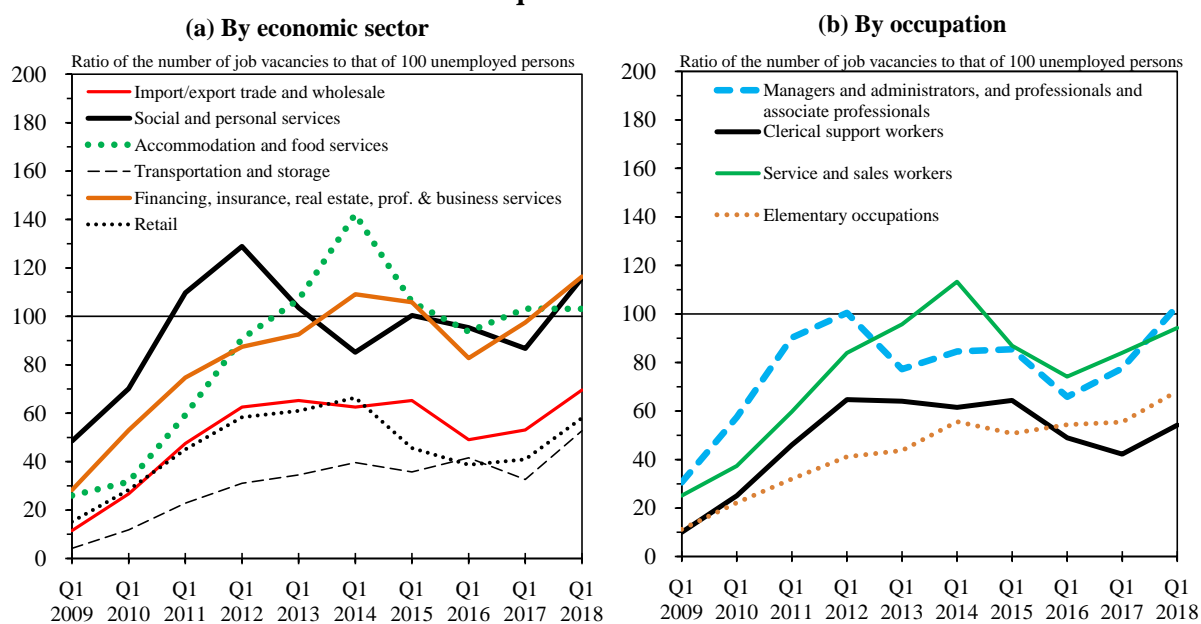 (a) By economic sector
Ratio of the number of job vacancies to that of 100 unemployed persons
200
180
160
140
120
100
80
60
40
20
0
Import/export trade and wholesale
Social and personal services
Accommodation and food services
Transportation and storage
Financing, insurance, real estate, prof. & business services
Retail
Q1 Q1 Q1 Q1 Q1 Q1 Q1 Q1 Q1 Q1
2009 2010 2011 2012 2013 2014 2015 2016 2017 2018
(b) By occupation
Ratio of the number of job vacancies to that of 100 unemployed persons
200
180
160
140
120
100
80
60
40
20
0
Managers and administrators, and professionals and
associate professionals
Clerical support workers
Service and sales workers
Elementary occupations
Q1 Q1 Q1 Q1 Q1 Q1 Q1 Q1 Q1 Q1
2009 2010 2011 2012 2013 2014 2015 2016 2017 2018